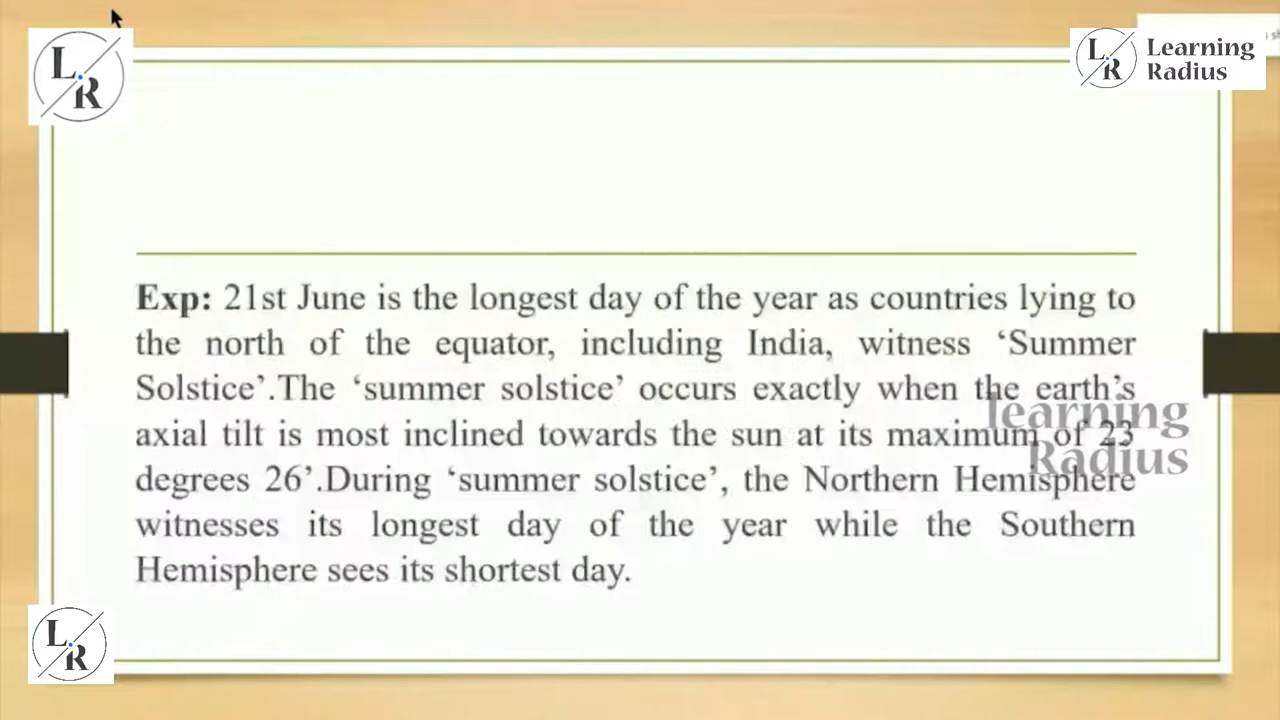 L.R
L.R Learning
Radius
Exp: 21st June is the longest day of the year as countries lying to
the north of the equator, including India, witness ‘Summer
Solstice’.The ‘summer solstice’ occurs exactly when the earth’s
axial tilt is most inclined towards the sun at its maximum of 23
degrees 26’.During ‘summer solstice’, the Northern Hemisphere
witnesses its longest day of the year while the Southern
Hemisphere sees its shortest day.
learning
Radius
L.R